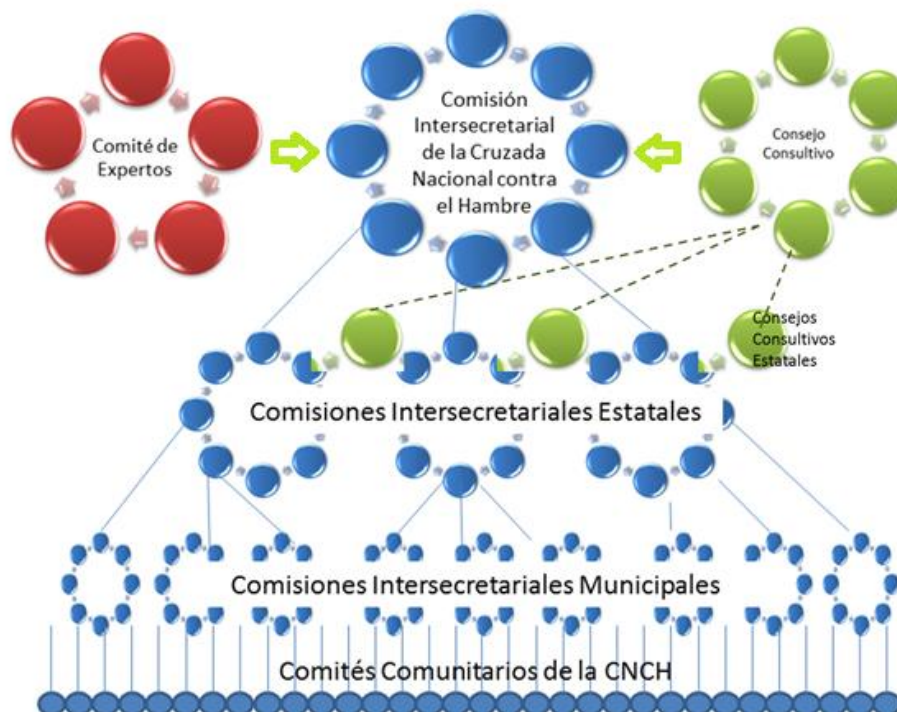 Comité de
Expertos
Comisión
Intersecretarial
de la Cruzada
Nacional contra
el Hambre
Consejo
Consultivo
Consejos
Consultivos
Estatales
Comisiones Intersecretariales Estatales
Comisiones Intersecretariales Municipales
Comités Comunitarios de la CNCH